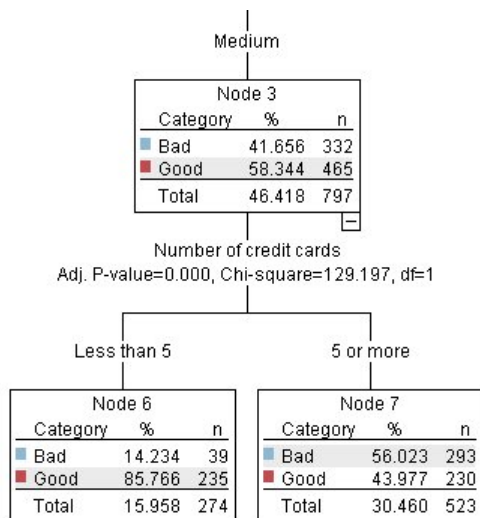 Medium
Node 3
Category % n
Bad 41.656 332
Good 58.344 465
Total 46.418 797
Number of credit cards
Adj. P-value=0.000, Chi-square=129.197, df=1
Less than 5
5 or more
Node 6
Category % n
Bad 14.234 39
Good 85.766 235
Total 15.958 274
Node 7
Category % n
Bad 56.023 293
Good 43.977 230
Total 30.460 523